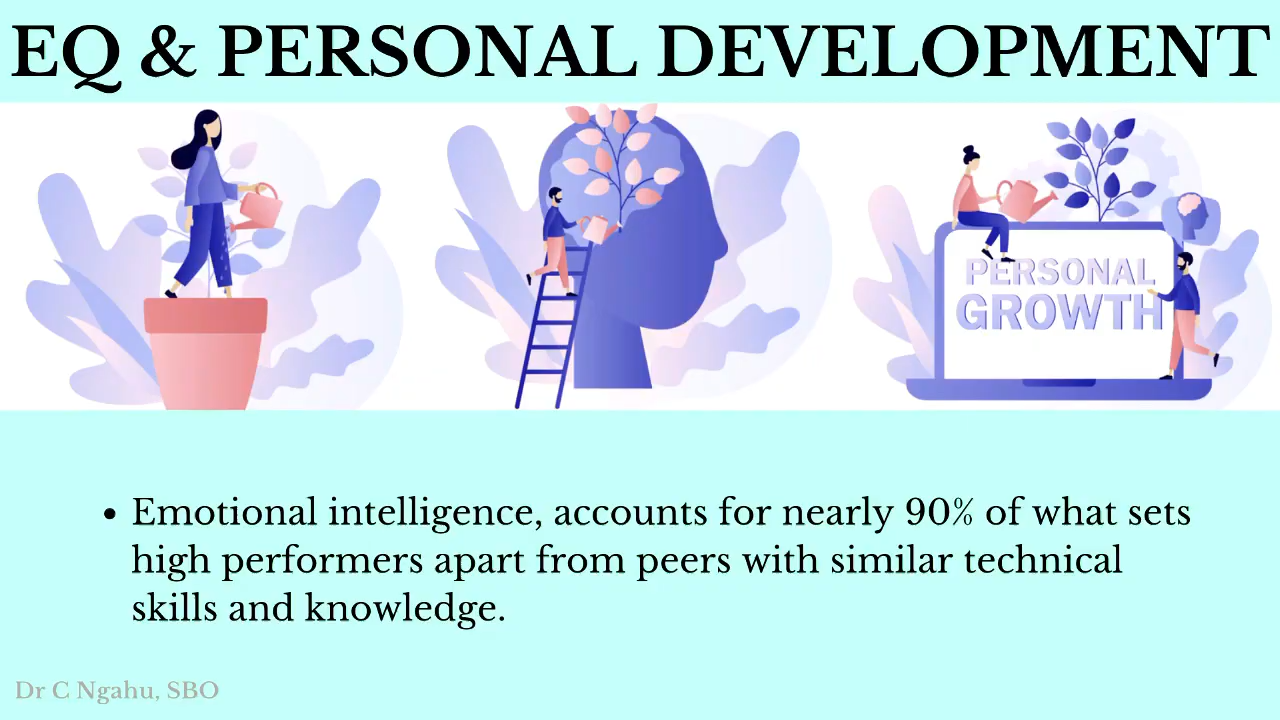 EQ & PERSONAL DEVELOPMENT
PERSONAL
GROWTH
• Emotional intelligence, accounts for nearly 90% of what sets
high performers apart from peers with similar technical
skills and knowledge.
Dr C Ngahu, SBO